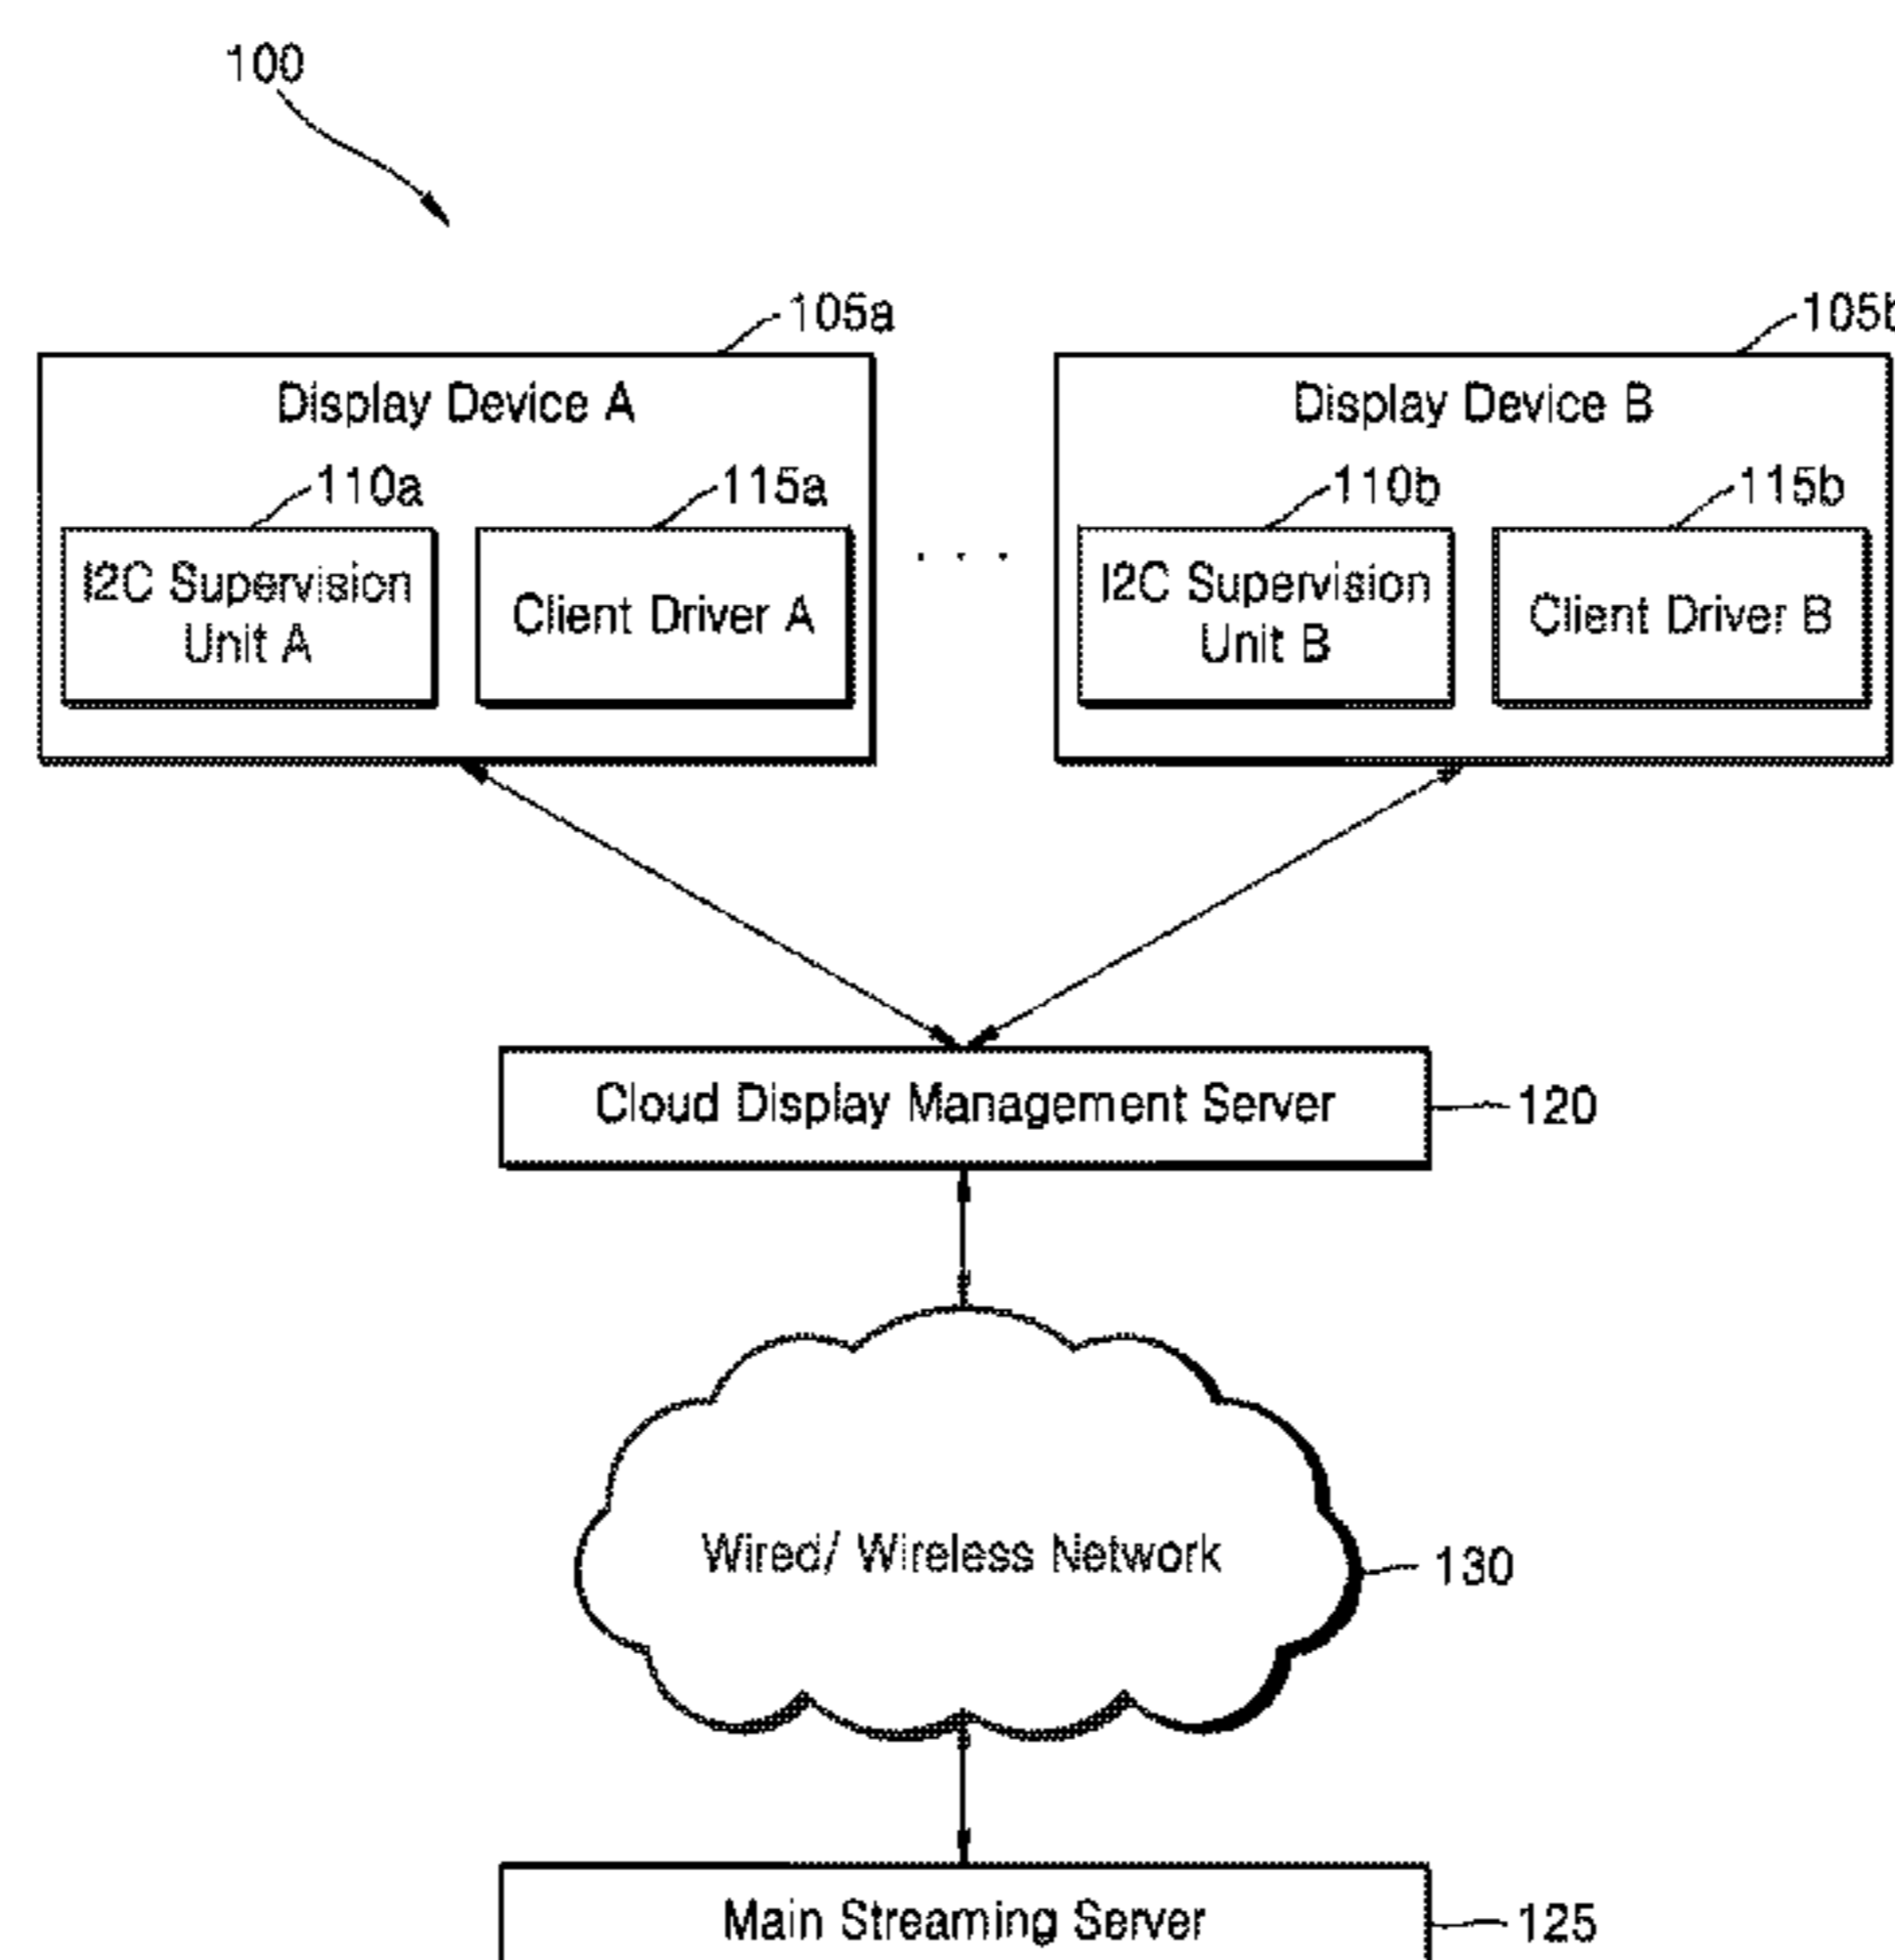 100
105a
105b
Display Device A
Display Device B
110a
115a
110b
115b
I2C Supervision
Unit A
Client Driver A
. . .
I2C Supervision
Unit B
Client Driver B
Cloud Display Management Server
120
Wired/ Wireless Network
130
Main Streaming Server
125